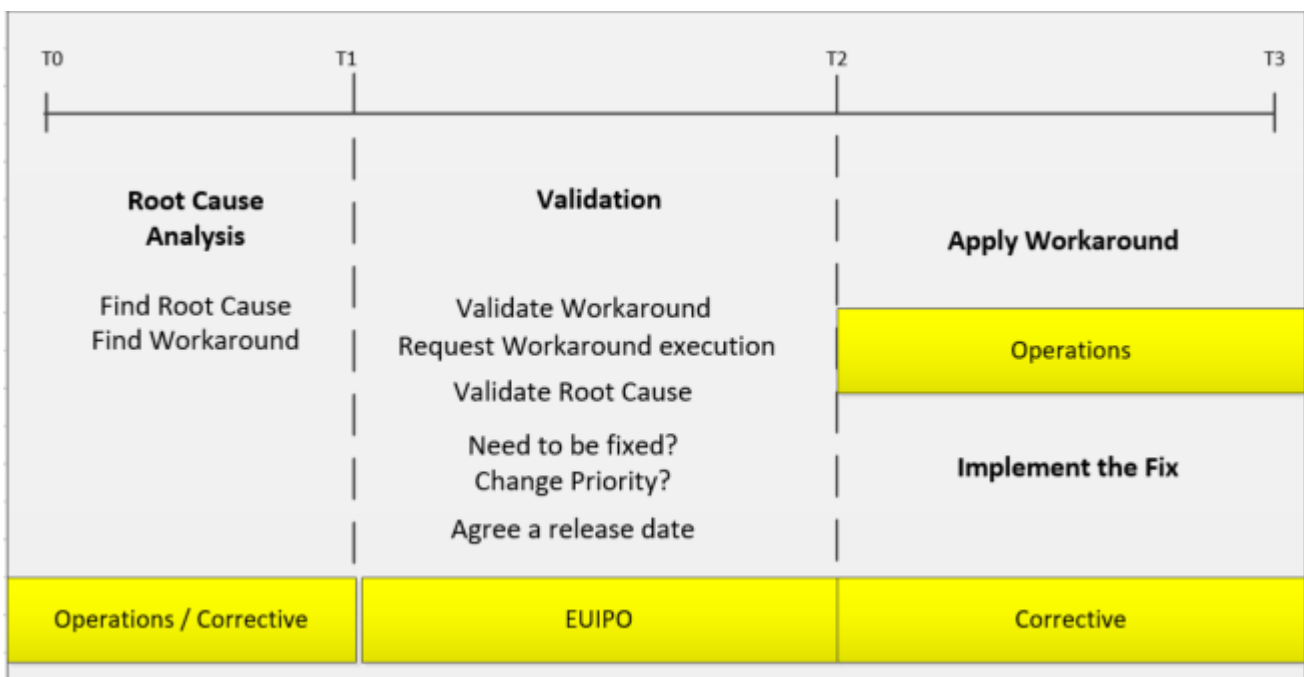 T0
T1
T2
T3
Root Cause
Analysis
Find Root Cause
Find Workaround
Validation
Validate Workaround
Request Workaround execution
Validate Root Cause
Need to be fixed?
Change Priority?
Agree a release date
Apply Workaround
Operations
Implement the Fix
Operations / Corrective
EUIPO
Corrective